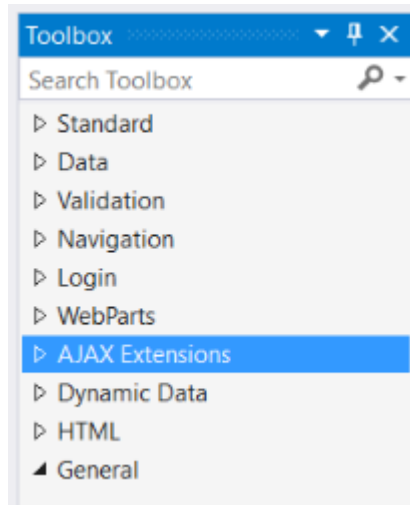 Toolbox
Search Toolbox
Standard
Data
Validation
Navigation
Login
WebParts
AJAX Extensions
Dynamic Data
HTML
General